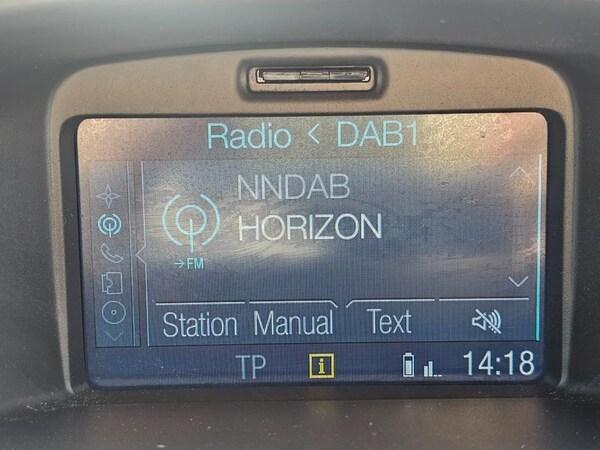 Radio < DAB1
NNDAB
HORIZON
→FM
Station Manual Text
TP i 14:18